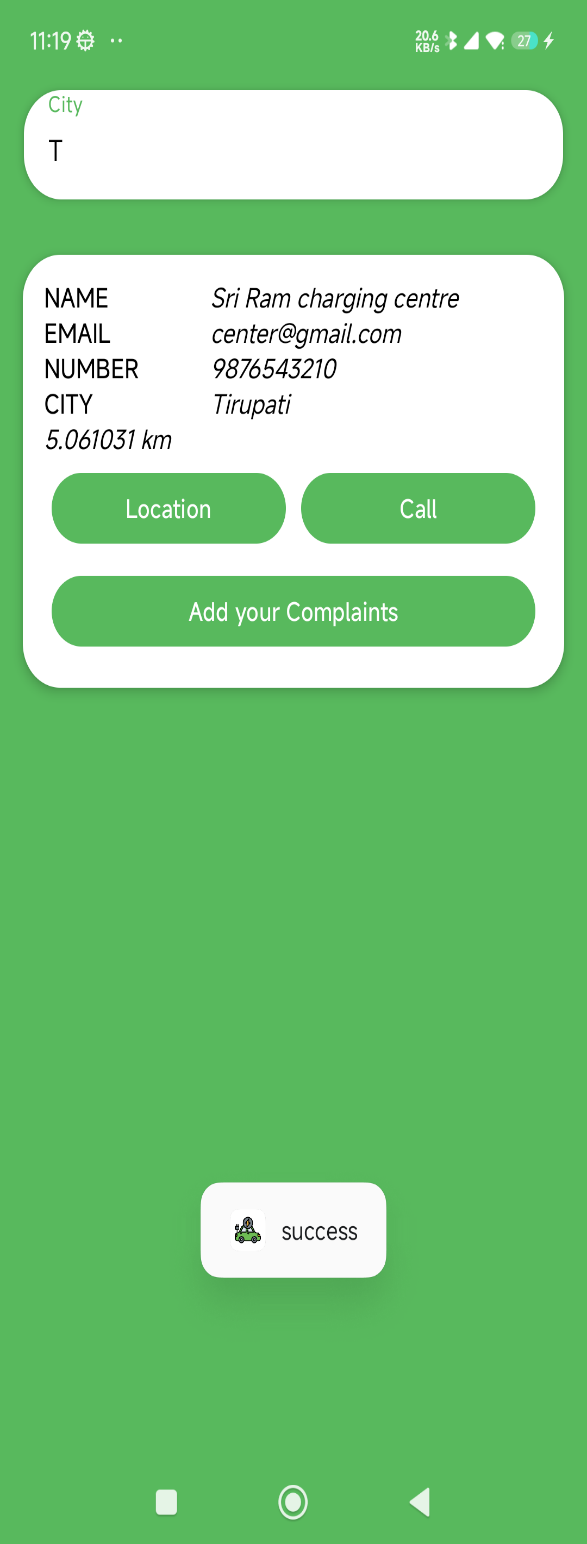 11:19
20.6
KB/s
27
City
T
NAME Sri Ram charging centre
EMAIL center@gmail.com
NUMBER 9876543210
CITY Tirupati
5.061031 km
Location Call
Add your Complaints
success